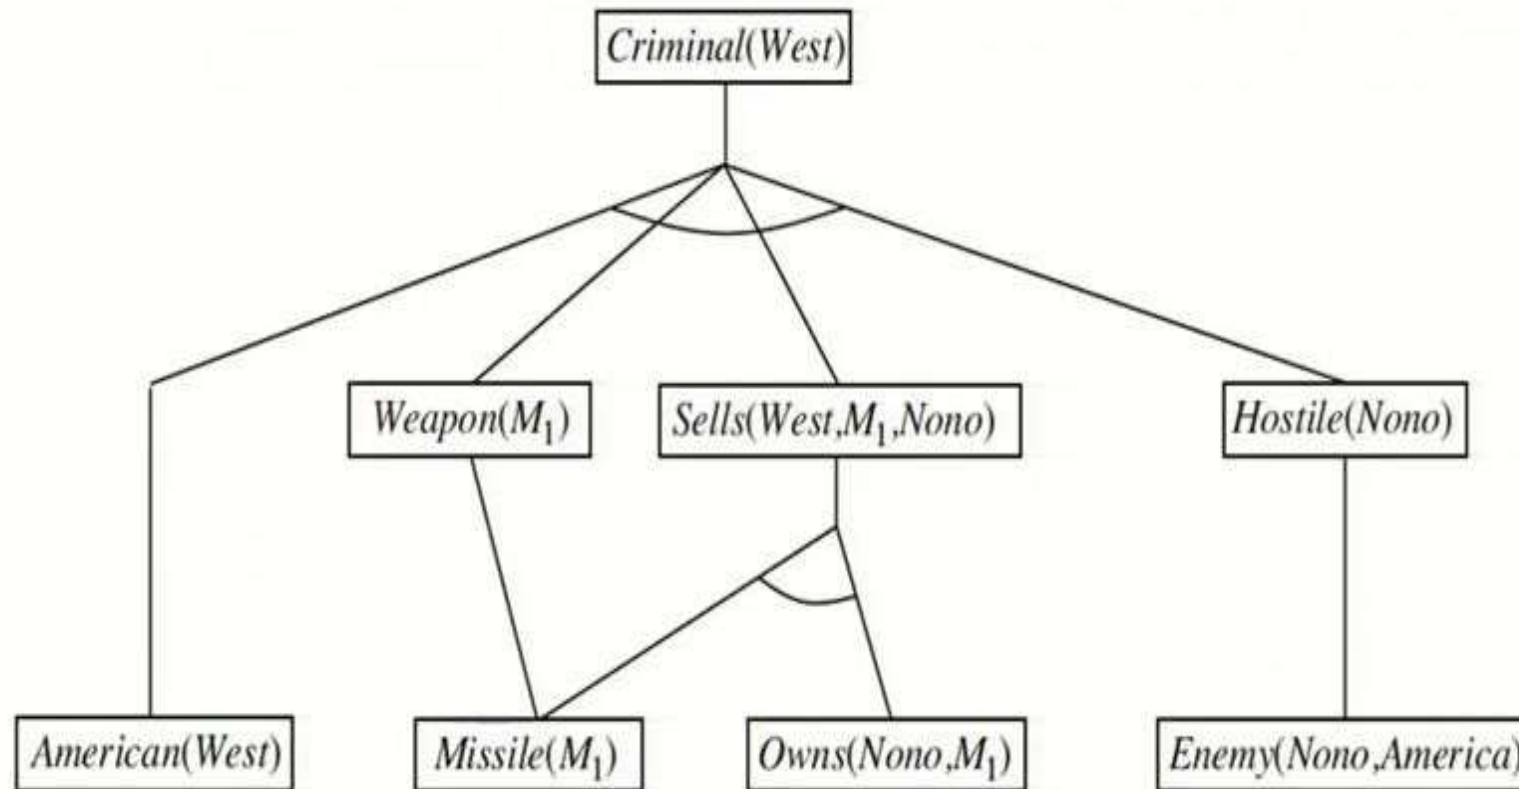 Criminal(West)
Weapon(M₁) Sells(West,M₁,Nono) Hostile(Nono)
American(West) Missile(M₁) Owns(Nono,M₁) Enemy(Nono,America)